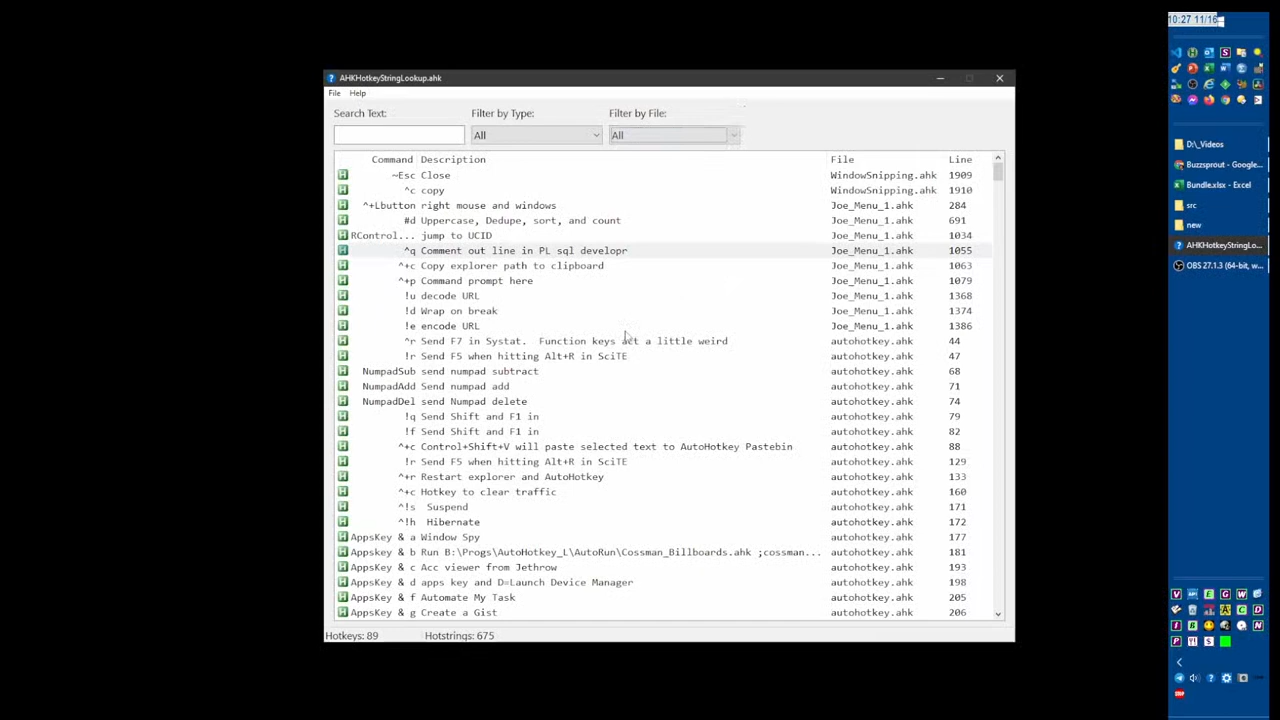 10:27 11/16
AHKHotkeyStringLookup.ahk
File Help
Search Text: Filter by Type: Filter by File:
All All
Command Description File Line
~Esc Close WindowSnipping.ahk 1909
^c copy WindowSnipping.ahk 1910
^+Lbutton right mouse and windows Joe_Menu_1.ahk 284
#d Uppercase, Dedupe, sort, and count Joe_Menu_1.ahk 691
RControl... jump to UCID Joe_Menu_1.ahk 1034
^q Comment out line in PL sql developr Joe_Menu_1.ahk 1055
^+c Copy explorer path to clipboard Joe_Menu_1.ahk 1063
^+p Command prompt here Joe_Menu_1.ahk 1079
!u decode URL Joe_Menu_1.ahk 1368
!d Wrap on break Joe_Menu_1.ahk 1374
!e encode URL Joe_Menu_1.ahk 1386
^r Send F7 in Systat. Function keys act a little weird autohotkey.ahk 44
!r Send F5 when hitting Alt+R in SciTE autohotkey.ahk 47
NumpadSub send numpad subtract autohotkey.ahk 68
NumpadAdd send numpad add autohotkey.ahk 71
NumpadDel send Numpad delete autohotkey.ahk 74
!q Send Shift and F1 in autohotkey.ahk 79
!f Send Shift and F1 in autohotkey.ahk 82
^+c Control+Shift+V will paste selected text to AutoHotkey Pastebin autohotkey.ahk 88
!r Send F5 when hitting Alt+R in SciTE autohotkey.ahk 129
^+r Restart explorer and AutoHotkey autohotkey.ahk 133
^+c Hotkey to clear traffic autohotkey.ahk 160
^!s Suspend autohotkey.ahk 171
^!h Hibernate autohotkey.ahk 172
AppsKey & a Window Spy autohotkey.ahk 177
Appskey & b Run B:\Progs\AutoHotkey_L\AutoRun\Cossman_Billboards.ahk ;cossman... autohotkey.ahk 181
AppsKey & c Acc viewer from Jethrow autohotkey.ahk 193
AppsKey & d apps key and D=Launch Device Manager autohotkey.ahk 198
AppsKey & f Automate My Task autohotkey.ahk 205
AppsKey & g Create a Gist autohotkey.ahk 206
Hotkeys: 89 Hotstrings: 675
D:\_Videos
Buzzsprout - Google...
Bundle.xlsx - Excel
src
new
AHKHotkeyStringLo...
OBS 27.1.3 (64-bit, w...